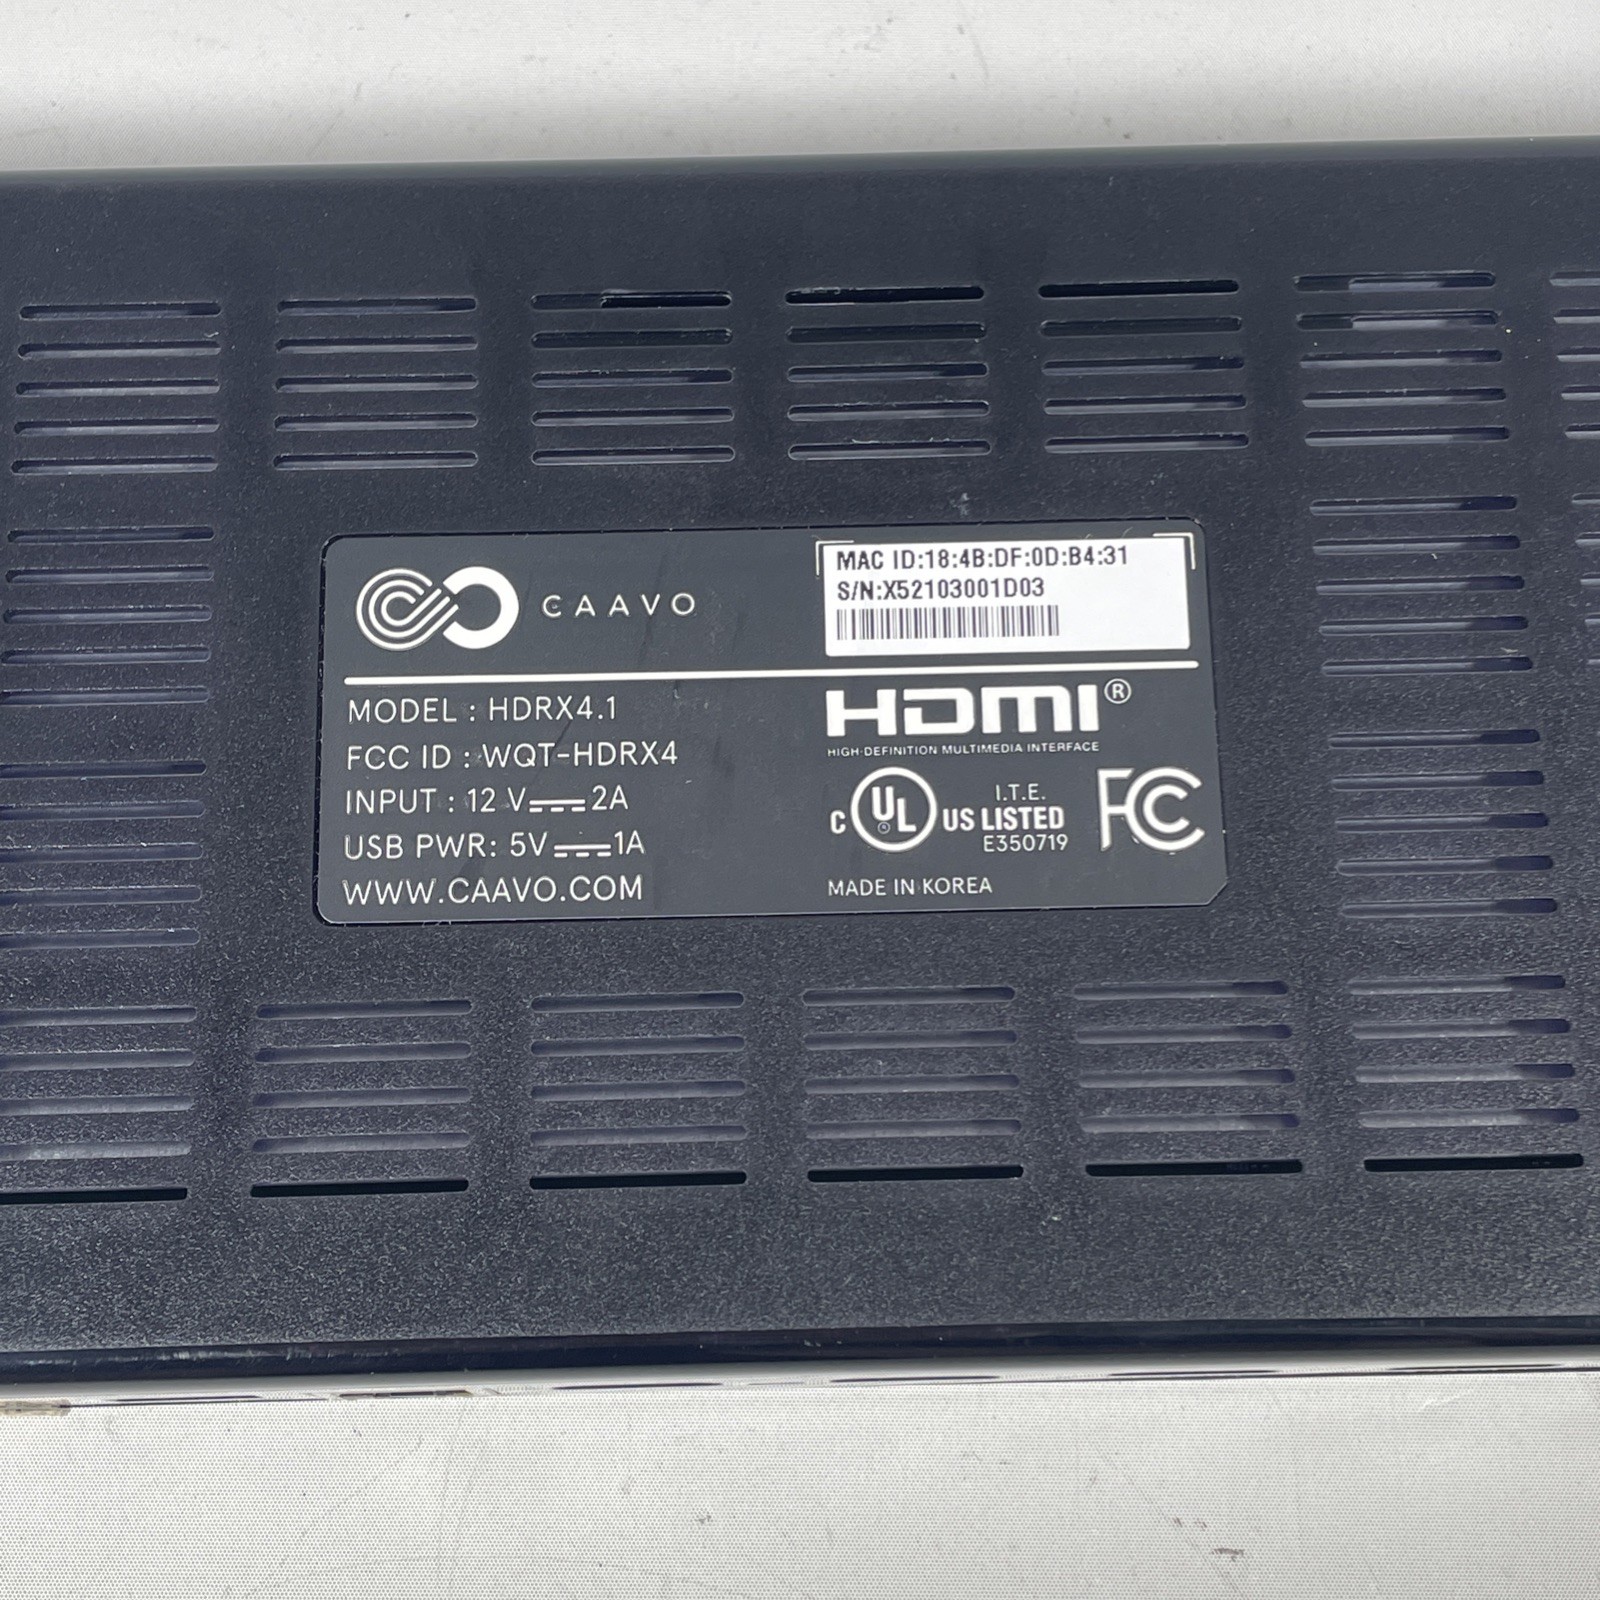 CAAVO
MAC ID:18:4B:DF:0D:B4:31
S/N:X52103001D03
MODEL : HDRX4.1
FCC ID : WQT-HDRX4
INPUT : 12 V⎓2A
USB PWR: 5V⎓1A
WWW.CAAVO.COM
HDMI®
HIGH-DEFINITION MULTIMEDIA INTERFACE
C UL® US LISTED
I.T.E.
E350719
FC
MADE IN KOREA